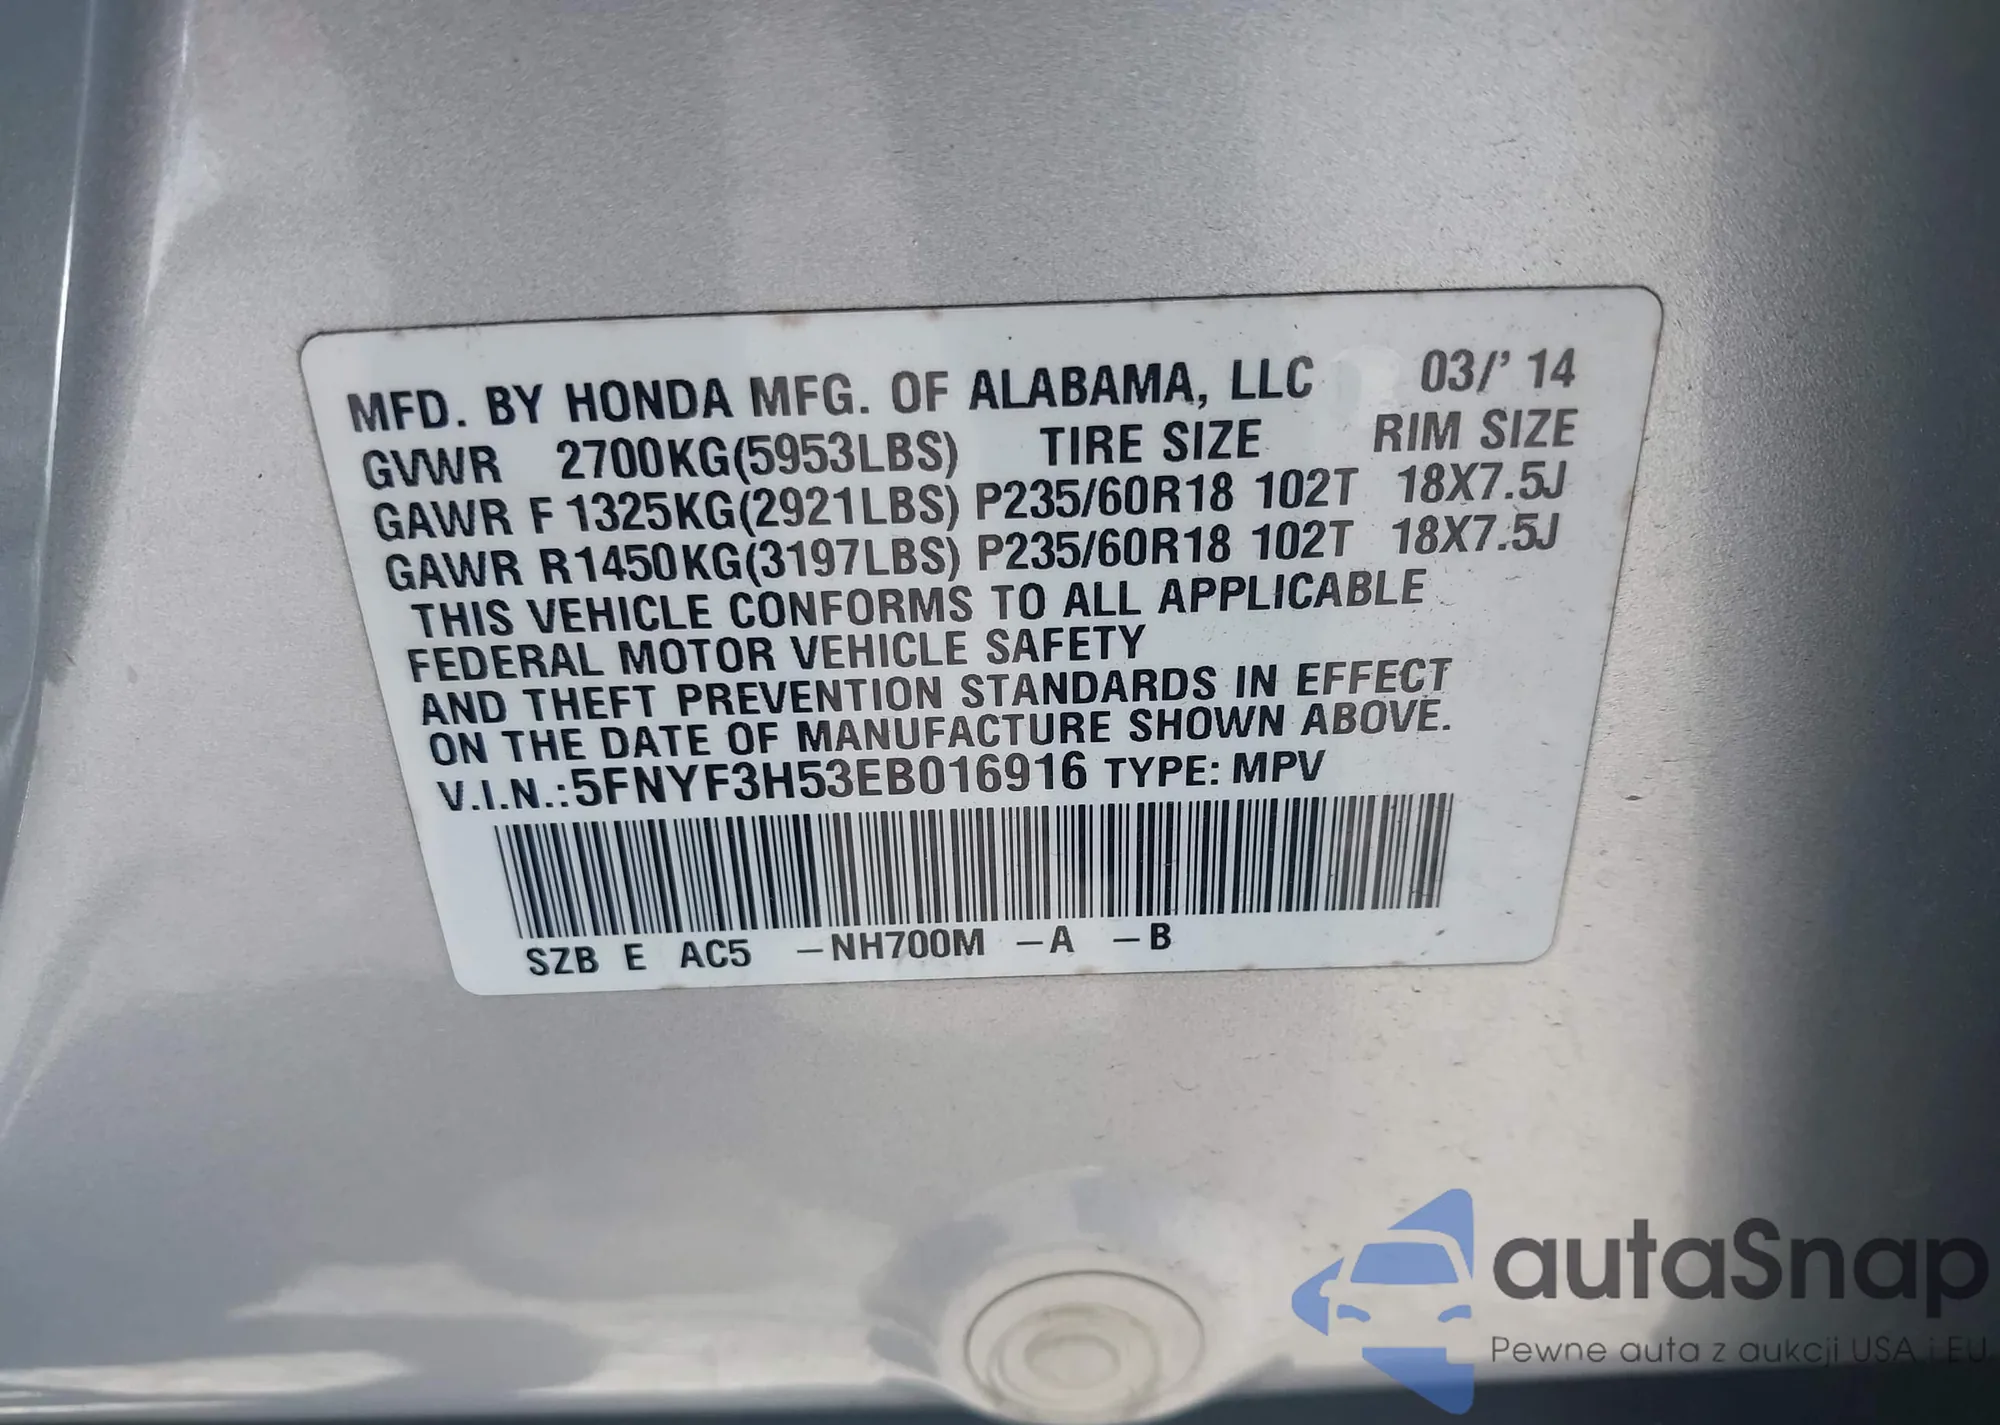 MFD. BY HONDA MFG. OF ALABAMA, LLC 03/' 14
GVWR 2700KG(5953LBS) TIRE SIZE RIM SIZE
GAWR F 1325KG(2921LBS) P235/60R18 102T 18X7.5J
GAWR R1450KG(3197LBS) P235/60R18 102T 18X7.5J
THIS VEHICLE CONFORMS TO ALL APPLICABLE
FEDERAL MOTOR VEHICLE SAFETY
AND THEFT PREVENTION STANDARDS IN EFFECT
ON THE DATE OF MANUFACTURE SHOWN ABOVE.
V.I.N.:5FNYF3H53EB016916 TYPE: MPV
SZB E AC5 –NH700M –A –B
autaSnap
Pewne auta z aukcji USA i EU